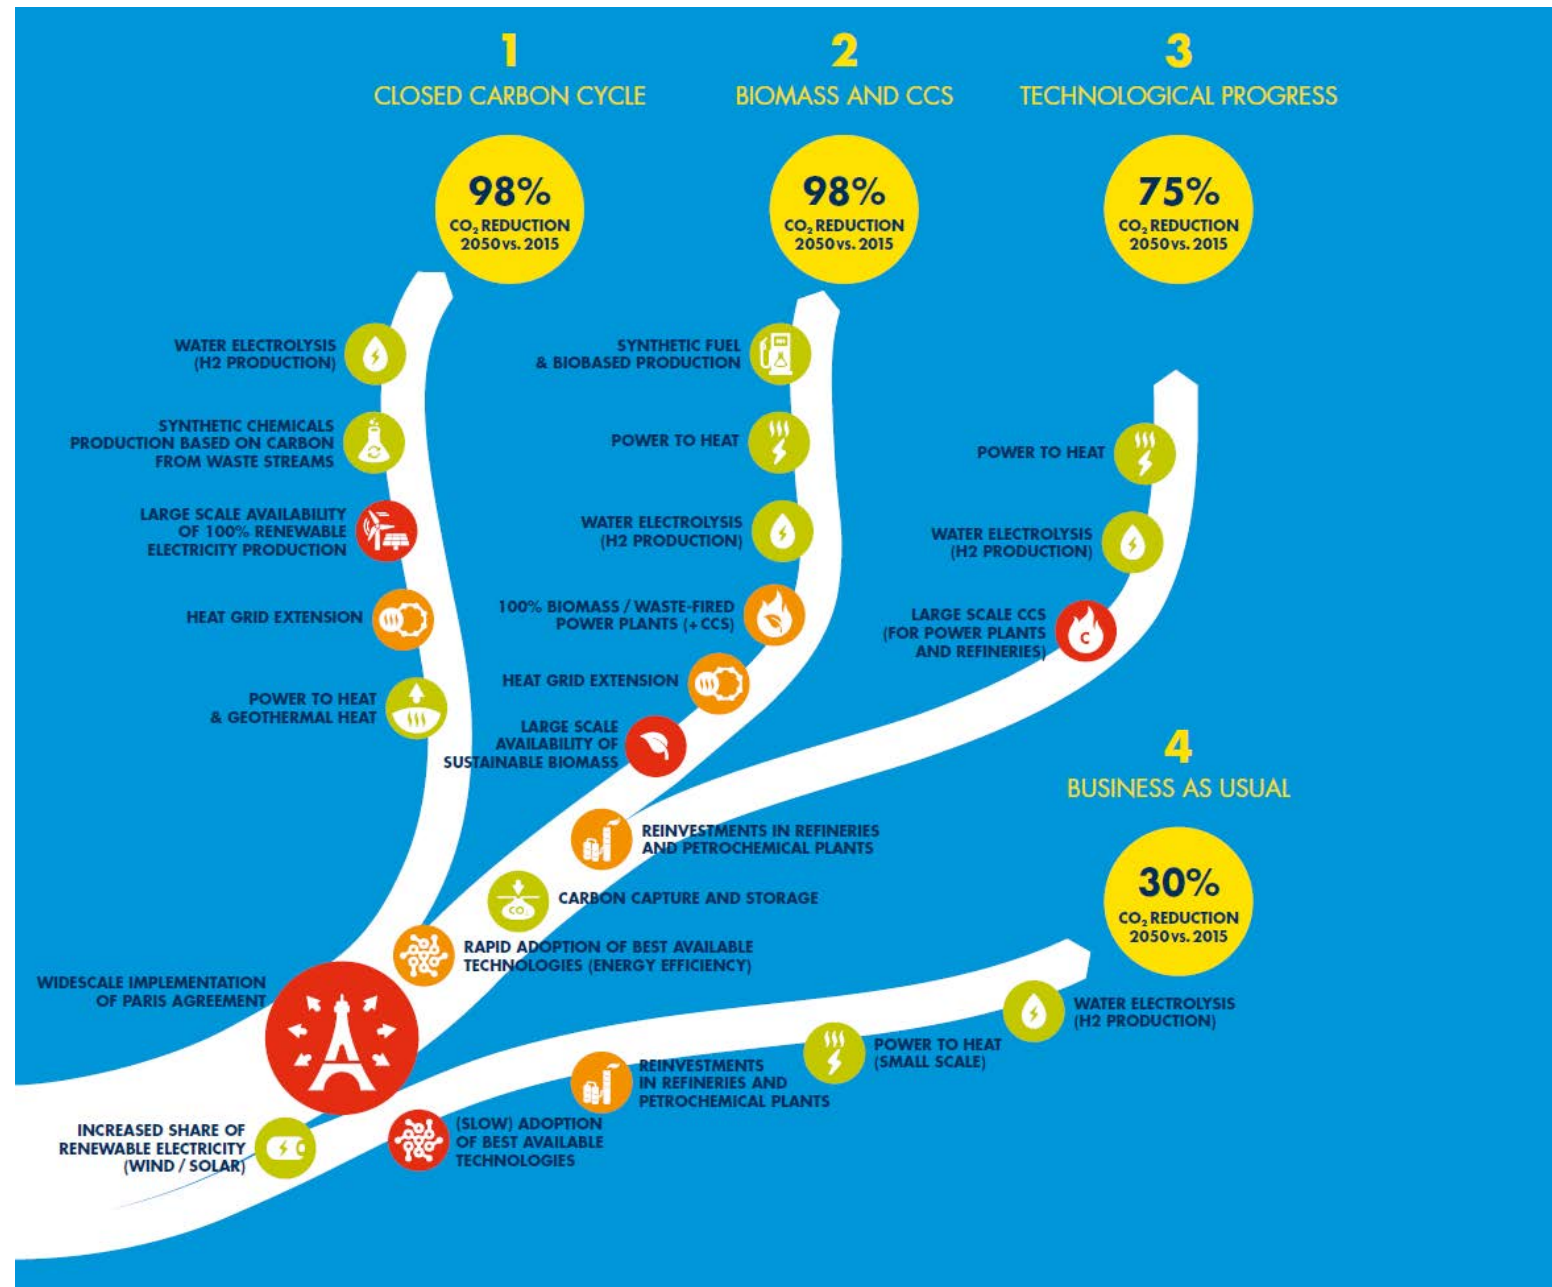 1
CLOSED CARBON CYCLE
98%
CO₂ REDUCTION
2050 vs. 2015
2
BIOMASS AND CCS
98%
CO₂ REDUCTION
2050 vs. 2015
3
TECHNOLOGICAL PROGRESS
75%
CO₂ REDUCTION
2050 vs. 2015
WATER ELECTROLYSIS
(H2 PRODUCTION)
SYNTHETIC CHEMICALS
PRODUCTION BASED ON CARBON
FROM WASTE STREAMS
LARGE SCALE AVAILABILITY
OF 100% RENEWABLE
ELECTRICITY PRODUCTION
HEAT GRID EXTENSION
POWER TO HEAT
& GEOTHERMAL HEAT
SYNTHETIC FUEL
& BIOBASED PRODUCTION
POWER TO HEAT
WATER ELECTROLYSIS
(H2 PRODUCTION)
100% BIOMASS / WASTE-FIRED
POWER PLANTS (+CCS)
HEAT GRID EXTENSION
LARGE SCALE
AVAILABILITY OF
SUSTAINABLE BIOMASS
POWER TO HEAT
WATER ELECTROLYSIS
(H2 PRODUCTION)
LARGE SCALE CCS
(FOR POWER PLANTS
AND REFINERIES)
C
REINVESTMENTS IN REFINERIES
AND PETROCHEMICAL PLANTS
CO₂
CARBON CAPTURE AND STORAGE
RAPID ADOPTION OF BEST AVAILABLE
TECHNOLOGIES (ENERGY EFFICIENCY)
WIDESCALE IMPLEMENTATION
OF PARIS AGREEMENT
4
BUSINESS AS USUAL
30%
CO₂ REDUCTION
2050 vs. 2015
INCREASED SHARE OF
RENEWABLE ELECTRICITY
(WIND / SOLAR)
(SLOW) ADOPTION
OF BEST AVAILABLE
TECHNOLOGIES
REINVESTMENTS
IN REFINERIES AND
PETROCHEMICAL PLANTS
POWER TO HEAT
(SMALL SCALE)
WATER ELECTROLYSIS
(H2 PRODUCTION)